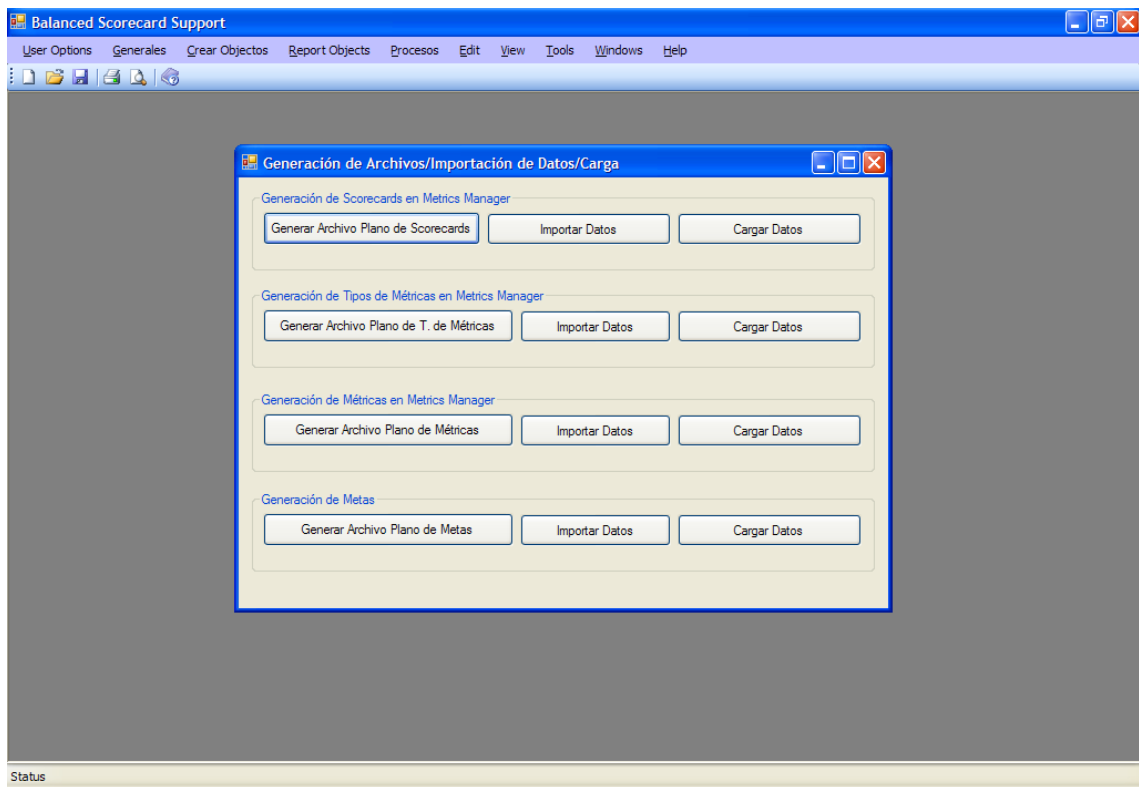 Balanced Scorecard Support
User Options Generales Crear Objectos Report Objects Procesos Edit View Tools Windows Help
Generación de Archivos/Importación de Datos/Carga
Generación de Scorecards en Metrics Manager
Generar Archivo Plano de Scorecards Importar Datos Cargar Datos
Generación de Tipos de Métricas en Metrics Manager
Generar Archivo Plano de T. de Métricas Importar Datos Cargar Datos
Generación de Métricas en Metrics Manager
Generar Archivo Plano de Métricas Importar Datos Cargar Datos
Generación de Metas
Generar Archivo Plano de Metas Importar Datos Cargar Datos
Status